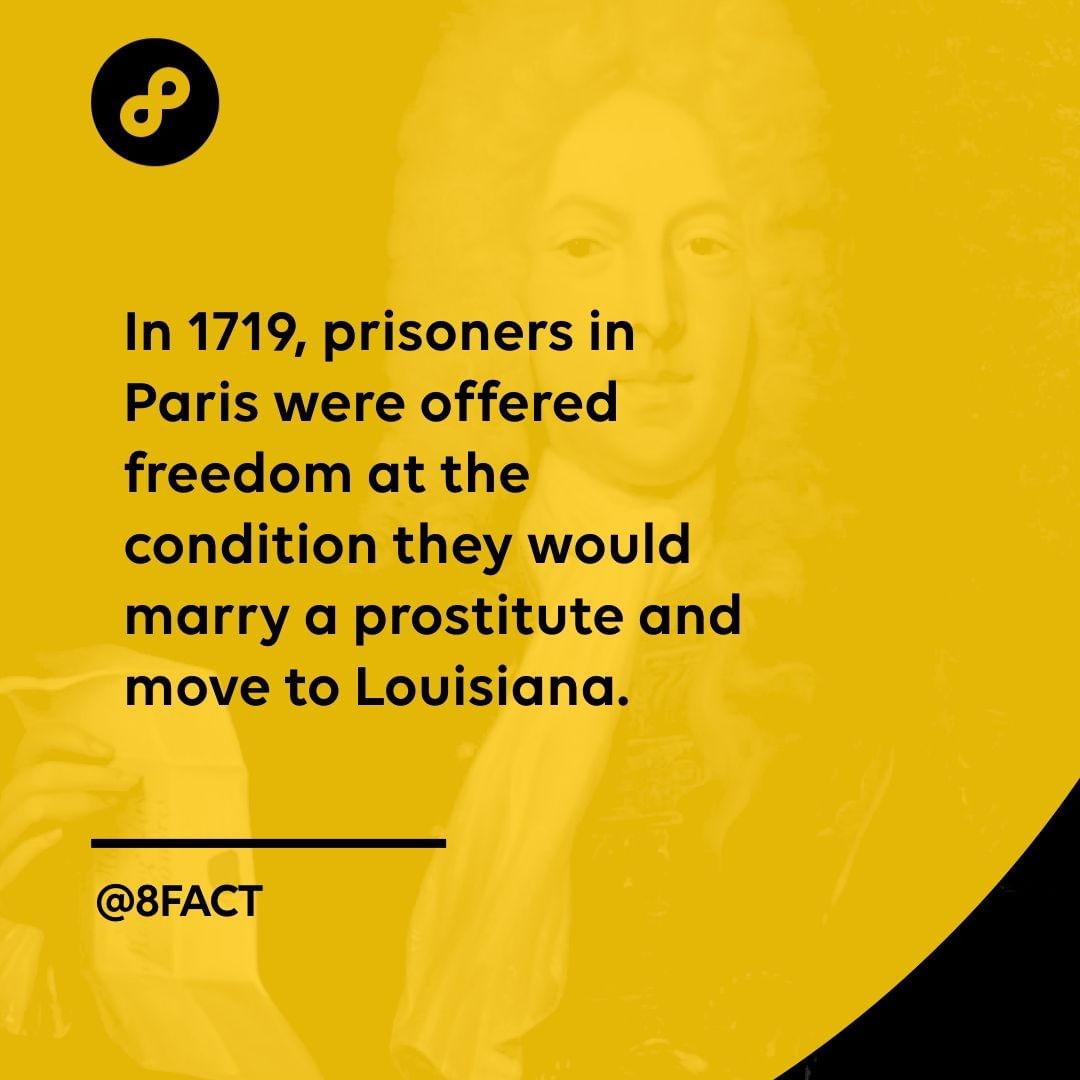 In 1719, prisoners in
Paris were offered
freedom at the
condition they would
marry a prostitute and
move to Louisiana.
@8FACT